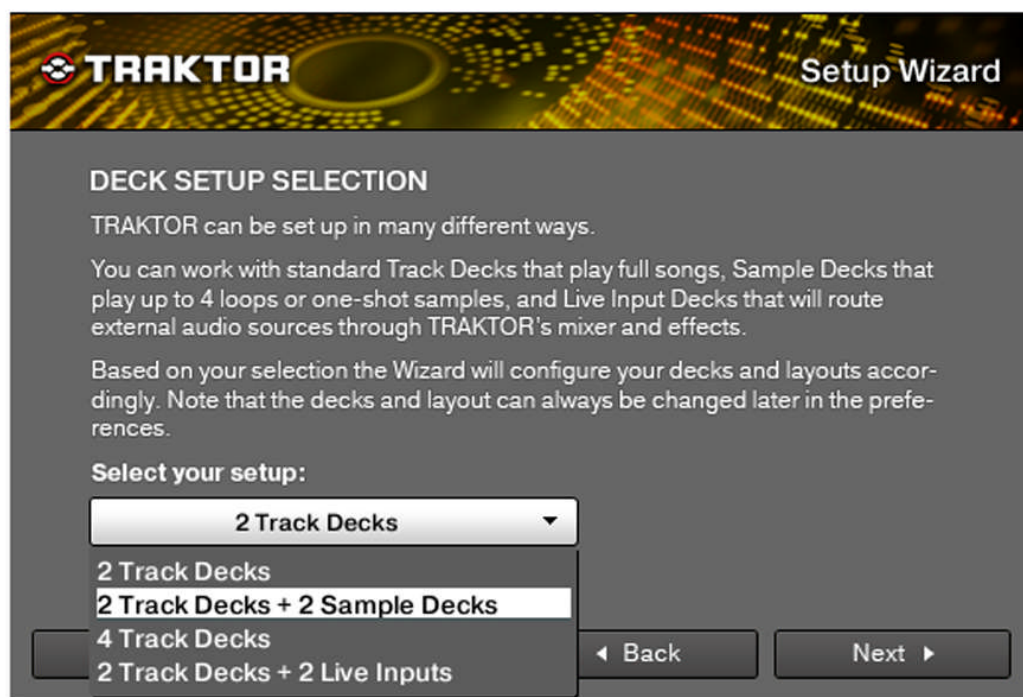 TRAKTOR
Setup Wizard
DECK SETUP SELECTION
TRAKTOR can be set up in many different ways.
You can work with standard Track Decks that play full songs, Sample Decks that
play up to 4 loops or one-shot samples, and Live Input Decks that will route
external audio sources through TRAKTOR's mixer and effects.
Based on your selection the Wizard will configure your decks and layouts accor-
dingly. Note that the decks and layout can always be changed later in the prefe-
rences.
Select your setup:
2 Track Decks
2 Track Decks
2 Track Decks + 2 Sample Decks
4 Track Decks
2 Track Decks + 2 Live Inputs
Back
Next